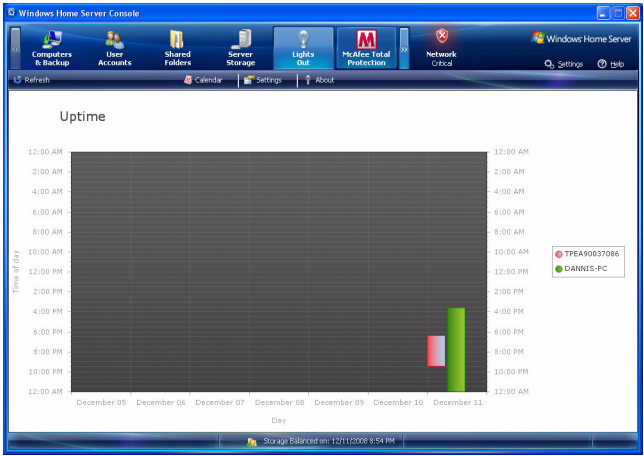 Windows Home Server Console
Computers & Backup
User Accounts
Shared Folders
Server Storage
Lights Out
McAfee Total Protection
Network Critical
Windows Home Server
Settings
Help
Refresh
Calendar
Settings
About
Uptime
12:00 AM
2:00 AM
4:00 AM
6:00 AM
8:00 AM
10:00 AM
12:00 PM
2:00 PM
4:00 PM
6:00 PM
8:00 PM
10:00 PM
12:00 AM
Time of day
12:00 AM
2:00 AM
4:00 AM
6:00 AM
8:00 AM
10:00 AM
12:00 PM
2:00 PM
4:00 PM
6:00 PM
8:00 PM
10:00 PM
12:00 AM
TPEA90037086
DANNIS-PC
December 05
December 06
December 07
December 08
December 09
December 10
December 11
Day
Storage Balanced on: 12/11/2008 8:54 PM